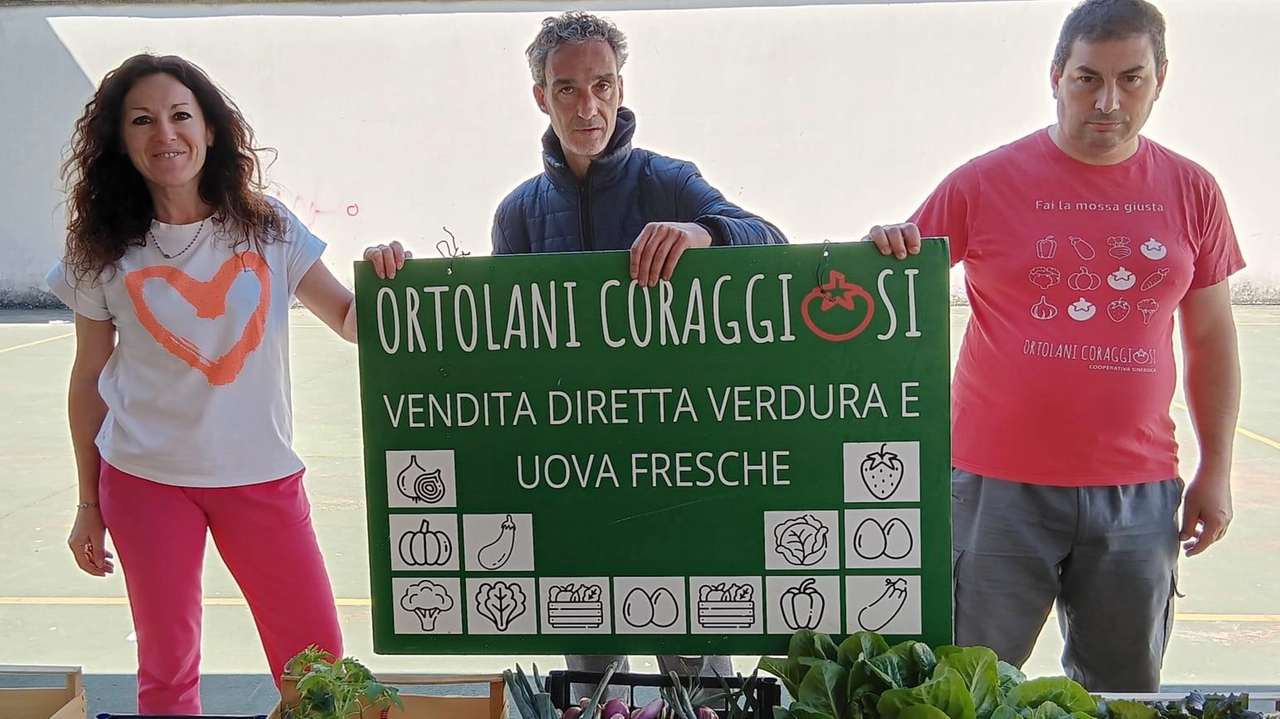 ORTOLANI CORAGGIOSI
VENDITA DIRETTA VERDURA E
UOVA FRESCHE
Fai la mossa giusta
ORTOLANI CORAGGIOSI
COOPERATIVA SINERGICA